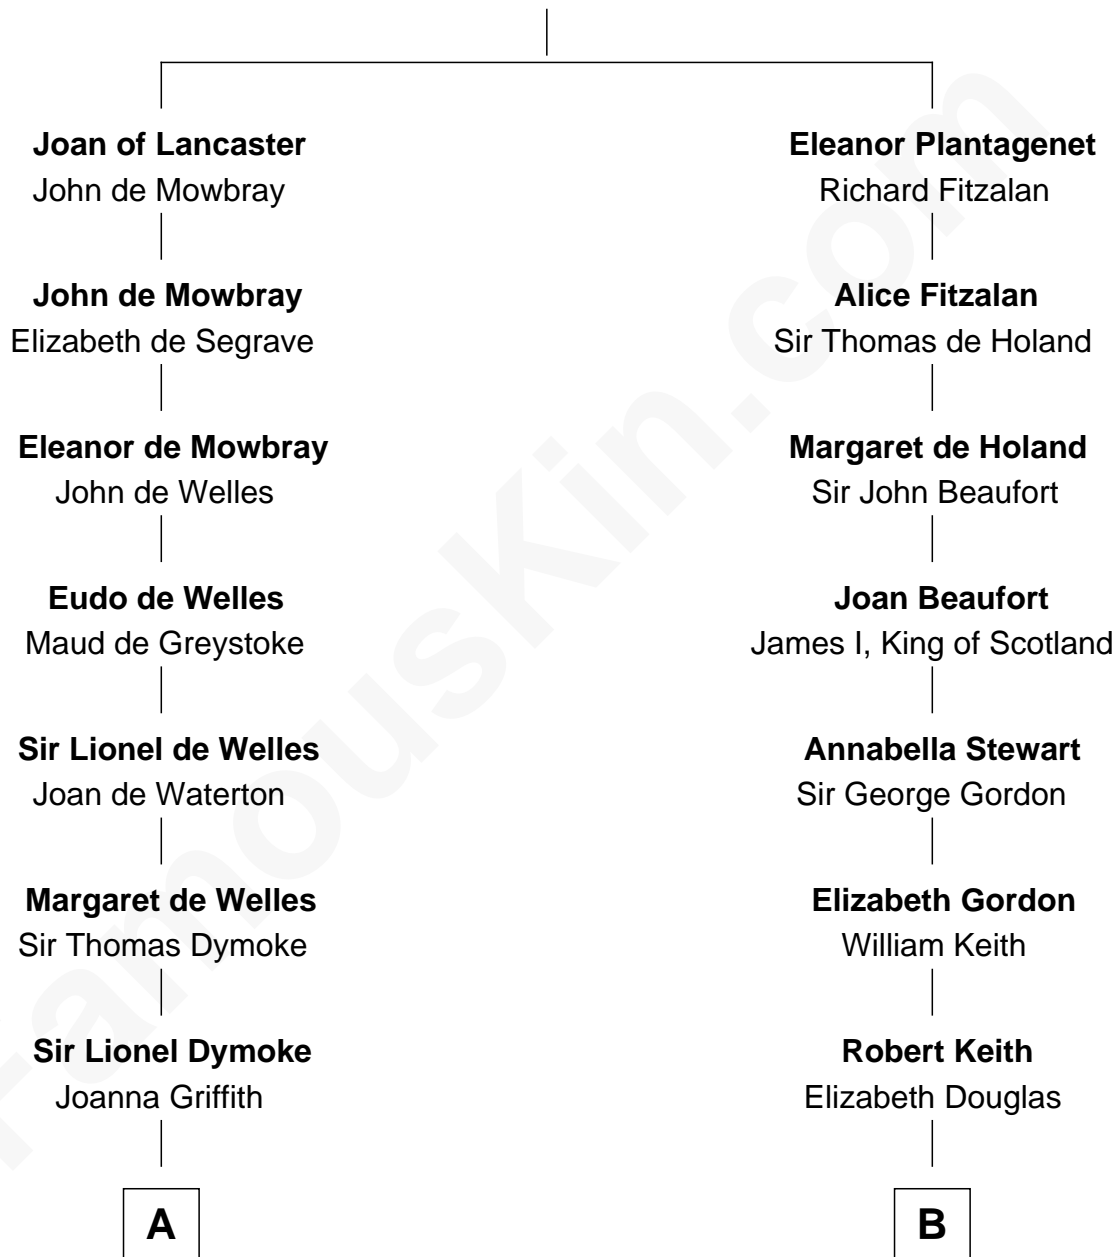 Joan of Lancaster
John de Mowbray
John de Mowbray
Elizabeth de Segrave
Eleanor de Mowbray
John de Welles
Eudo de Welles
Maud de Greystoke
Sir Lionel de Welles
Joan de Waterton
Margaret de Welles
Sir Thomas Dymoke
Sir Lionel Dymoke
Joanna Griffith
A
Eleanor Plantagenet
Richard Fitzalan
Alice Fitzalan
Sir Thomas de Holand
Margaret de Holand
Sir John Beaufort
Joan Beaufort
James I, King of Scotland
Annabella Stewart
Sir George Gordon
Elizabeth Gordon
William Keith
Robert Keith
Elizabeth Douglas
B
FamousKin.com